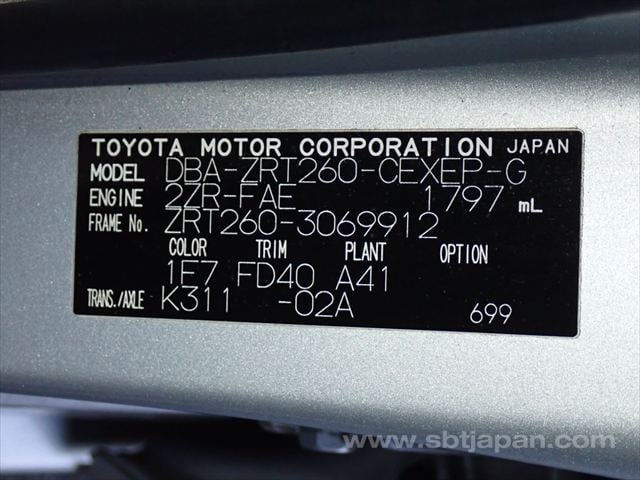 TOYOTA MOTOR CORPORATION JAPAN
MODEL DBA-ZRT260-CEXEP-G
ENGINE 2ZR-FAE 1797 mL
FRAME No. ZRT260-3069912
COLOR TRIM PLANT OPTION
1E7 FD40 A41
TRANS./AXLE K311 -02A 699
www.sbtjapan.com